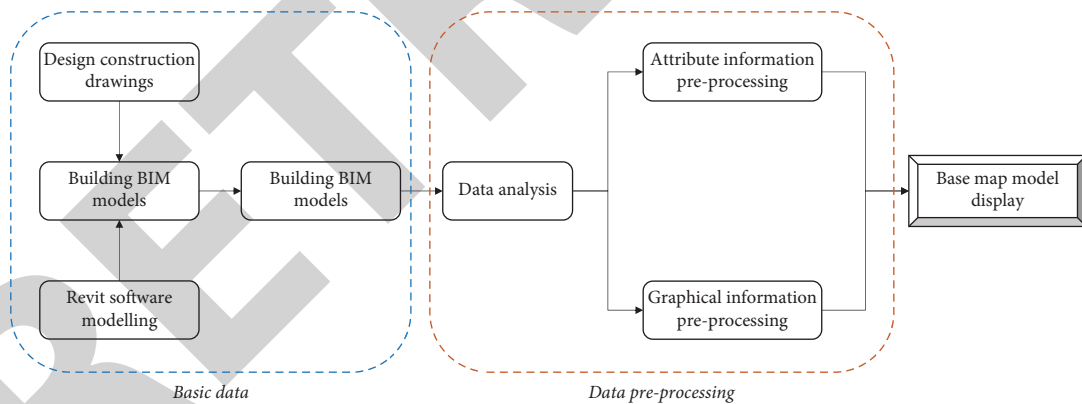 Design construction
drawings
Building BIM
models
Revit software
modelling
Building BIM
models
Basic data
Data analysis
Attribute information
pre-processing
Graphical information
pre-processing
Data pre-processing
Base map model
display